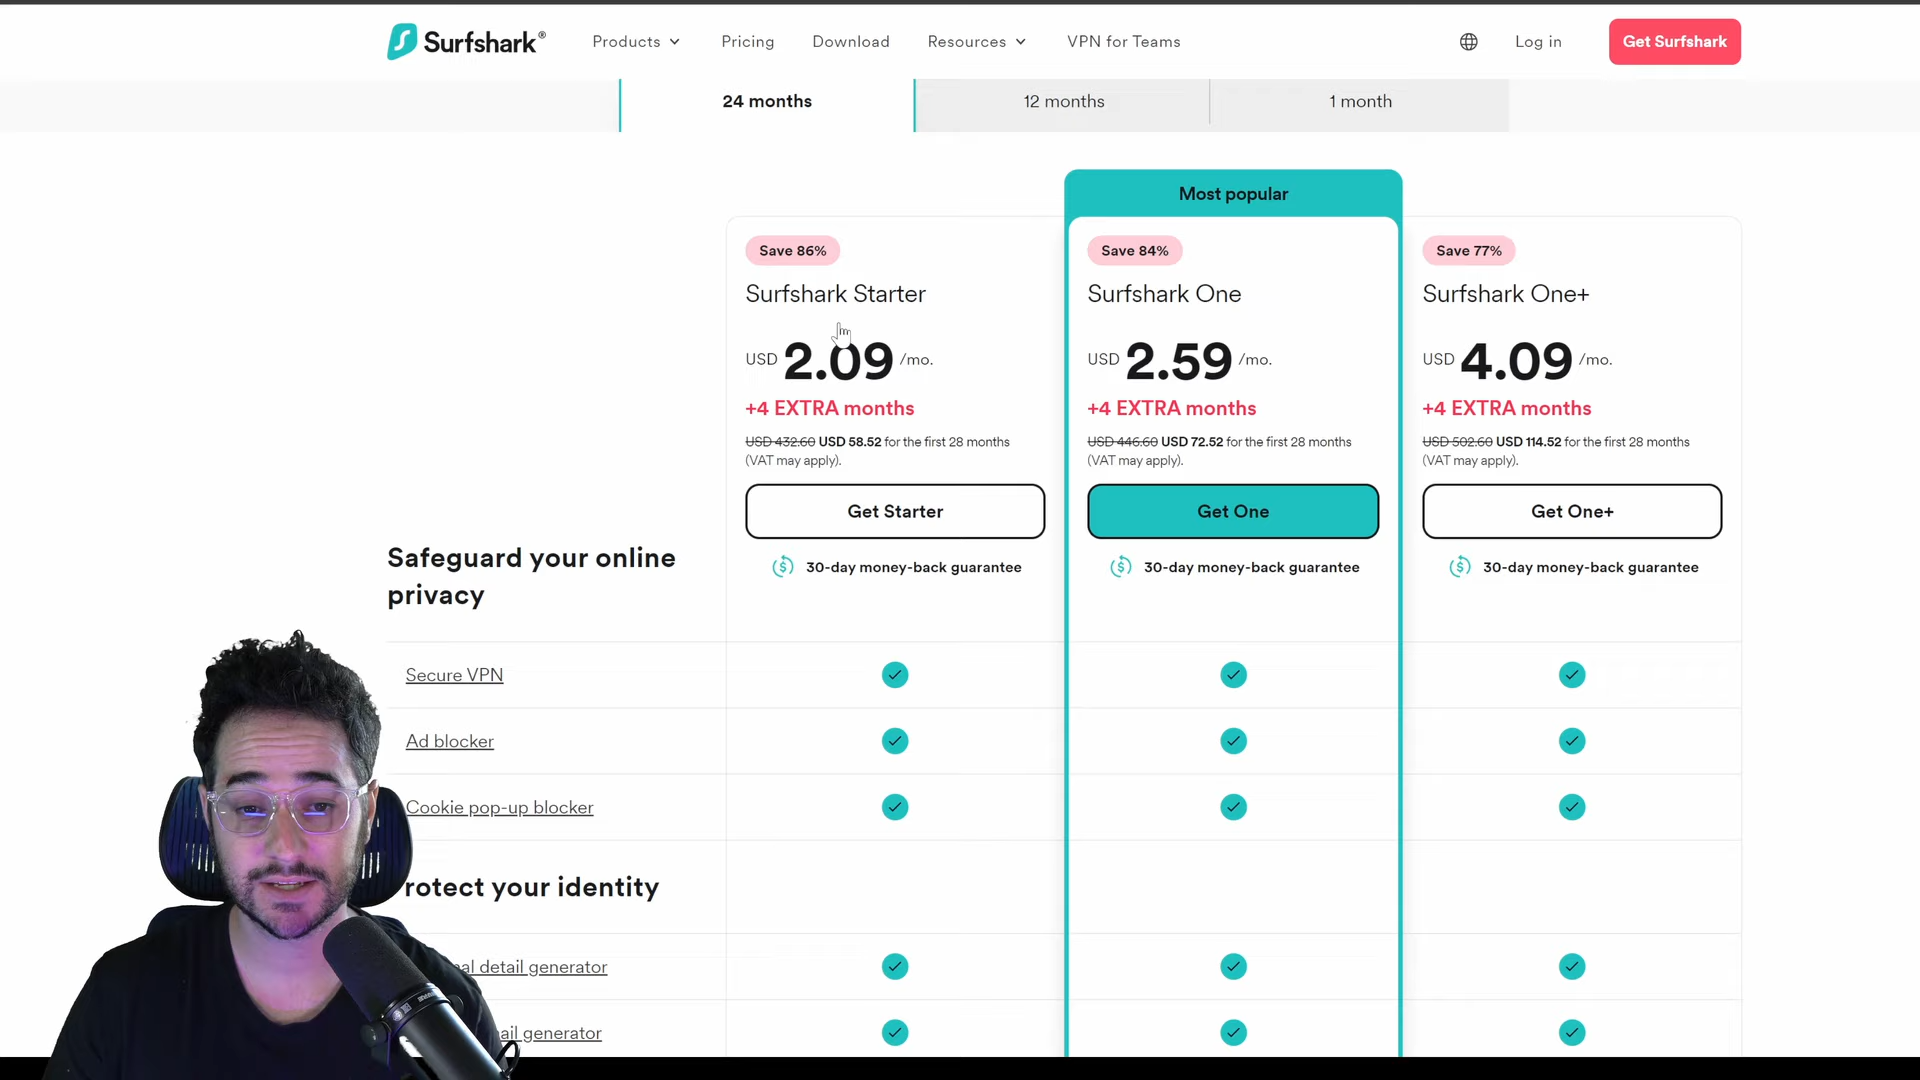 Surfshark®
Products
Pricing
Download
Resources
VPN for Teams
Log in
Get Surfshark
24 months
12 months
1 month
Most popular
Save 86%
Surfshark Starter
USD 2.09 /mo.
+4 EXTRA months
USD 432.60 USD 58.52 for the first 28 months
(VAT may apply).
Get Starter
30-day money-back guarantee
Save 84%
Surfshark One
USD 2.59 /mo.
+4 EXTRA months
USD 446.60 USD 72.52 for the first 28 months
(VAT may apply).
Get One
30-day money-back guarantee
Save 77%
Surfshark One+
USD 4.09 /mo.
+4 EXTRA months
USD 502.60 USD 114.52 for the first 28 months
(VAT may apply).
Get One+
30-day money-back guarantee
Safeguard your online
privacy
Secure VPN
Ad blocker
Cookie pop-up blocker
rotect your identity
detail generator
generator